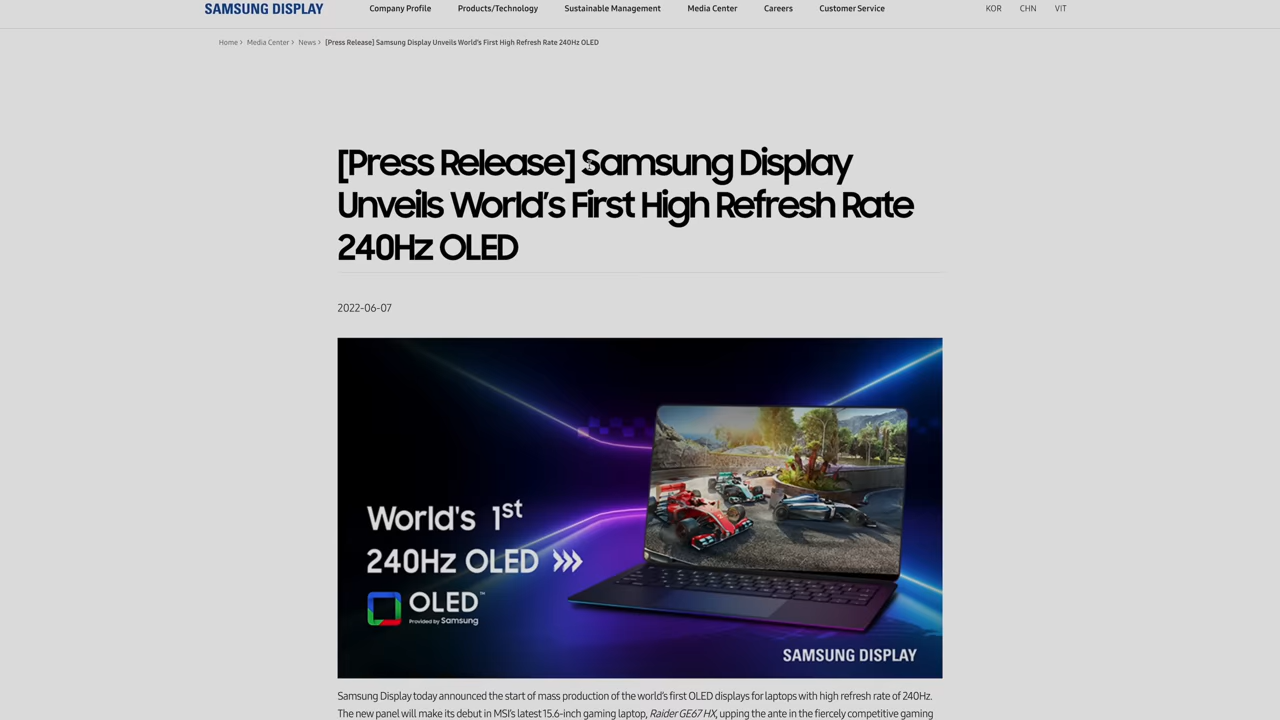 SAMSUNG DISPLAY Company Profile Products/Technology Sustainable Management Media Center Careers Customer Service KOR CHN VIT
Home > Media Center > News > [Press Release] Samsung Display Unveils World's First High Refresh Rate 240Hz OLED
[Press Release] Samsung Display
Unveils World's First High Refresh Rate
240Hz OLED
2022-06-07
World's 1st
240Hz OLED
OLED™
Provided by Samsung
SAMSUNG DISPLAY
Samsung Display today announced the start of mass production of the world's first OLED displays for laptops with high refresh rate of 240Hz.
The new panel will make its debut in MSI's latest 15.6-inch gaming laptop, Raider GE67 HX, upping the ante in the fiercely competitive gaming